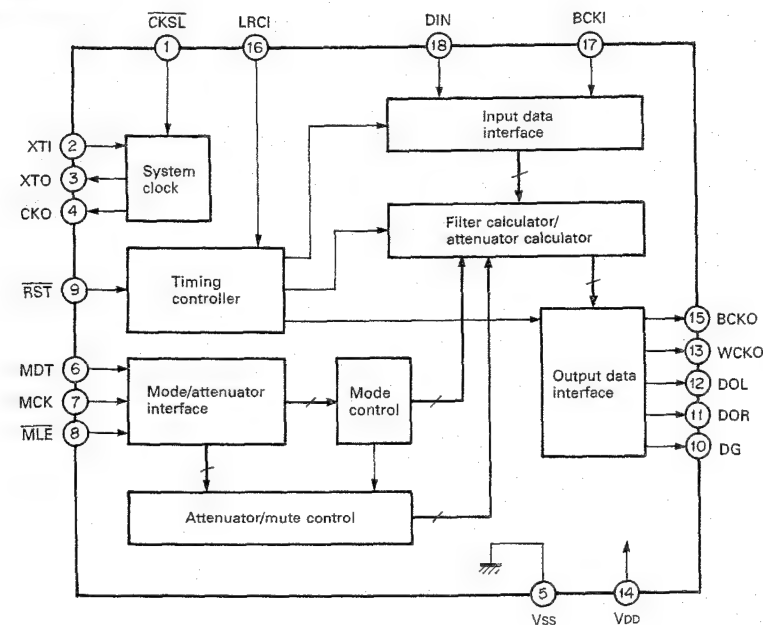 CKSL LRCI DIN BCKI
1 16 18 17
Input data
interface
XTI 2
XTO 3
CKO 4
System
clock
Filter calculator/
attenuator calculator
RST 9
Timing
controller
15 BCKO
13 WCKO
12 DOL
11 DOR
10 DG
Output data
interface
MDT 6
MCK 7
MLE 8
Mode/attenuator
interface
Mode
control
Attenuator/mute control
5 14
VSS VDD